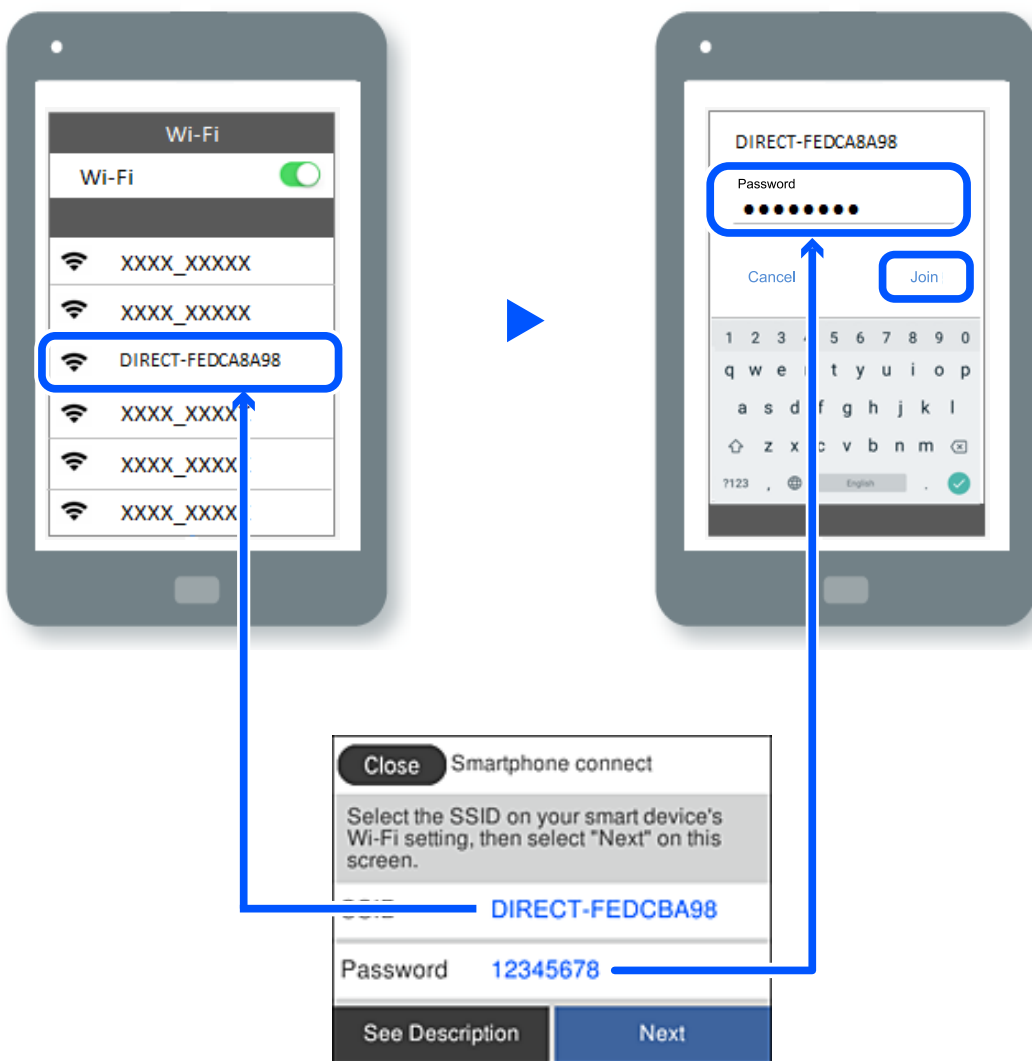 Wi-Fi
Wi-Fi
XXXX_XXXXX
XXXX_XXXXX
DIRECT-FEDCA8A98
XXXX_XXXX
XXXX_XXXX
XXXX_XXXX
DIRECT-FEDCA8A98
Password
••••••••
Cancel
Join
1 2 3 5 6 7 8 9 0
q w e t y u i o p
a s d f g h j k l
z x c v b n m
?123 , English .
Close
Smartphone connect
Select the SSID on your smart device's
Wi-Fi setting, then select "Next" on this
screen.
DIRECT-FEDCBA98
Password 12345678
See Description
Next